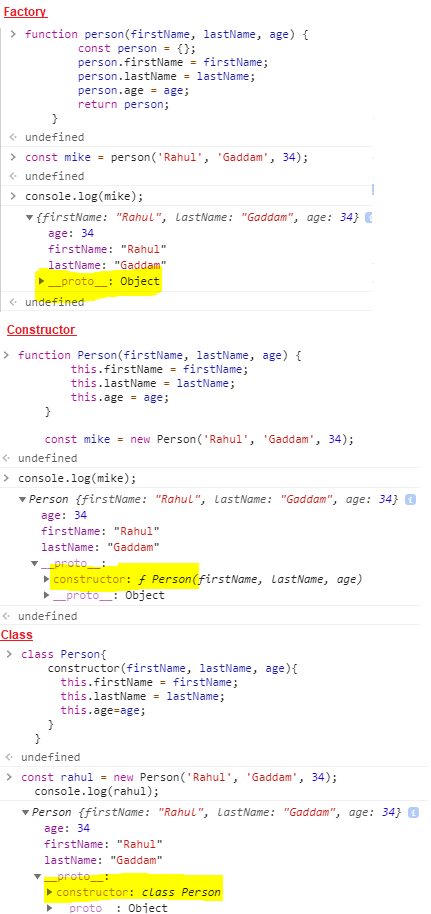 Factory
> function person(firstName, lastName, age) {
const person = {};
person.firstName = firstName;
person.lastName = lastName;
person.age = age;
return person;
}
undefined
> const mike = person('Rahul', 'Gaddam', 34);
undefined
> console.log(mike);
▼{firstName: "Rahul", lastName: "Gaddam", age: 34}
age: 34
firstName: "Rahul"
lastName: "Gaddam"
▶__proto__: Object
undefined
Constructor
> function Person(firstName, lastName, age) {
this.firstName = firstName;
this.lastName = lastName;
this.age = age;
}
const mike = new Person('Rahul', 'Gaddam', 34);
undefined
> console.log(mike);
▼Person {firstName: "Rahul", lastName: "Gaddam", age: 34} i
age: 34
firstName: "Rahul"
lastName: "Gaddam"
▼__proto__:
▶constructor: ƒ Person(firstName, lastName, age)
▶__proto__: Object
undefined
Class
> class Person{
constructor(firstName, lastName, age){
this.firstName = firstName;
this.lastName = lastName;
this.age=age;
}
}
undefined
> const rahul = new Person('Rahul', 'Gaddam', 34);
console.log(rahul);
▼Person {firstName: "Rahul", lastName: "Gaddam", age: 34} i
age: 34
firstName: "Rahul"
lastName: "Gaddam"
▼__proto__:
▶constructor: class Person
▶__proto__: Object